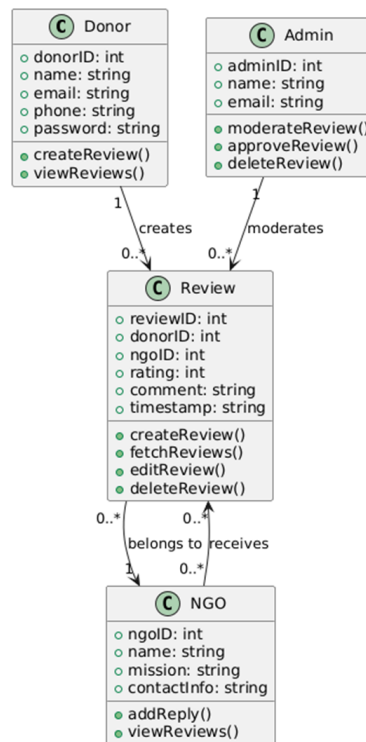 C Donor
donorID: int
name: string
email: string
phone: string
password: string
createReview()
viewReviews()
C Admin
adminID: int
name: string
email: string
moderateReview()
approveReview()
deleteReview()
1
creates
0..*
1
moderates
0..*
C Review
reviewID: int
donorID: int
ngoID: int
rating: int
comment: string
timestamp: string
createReview()
fetchReviews()
editReview()
deleteReview()
0..*
belongs to
1
0..*
receives
0..*
C NGO
ngoID: int
name: string
mission: string
contactInfo: string
addReply()
viewReviews()